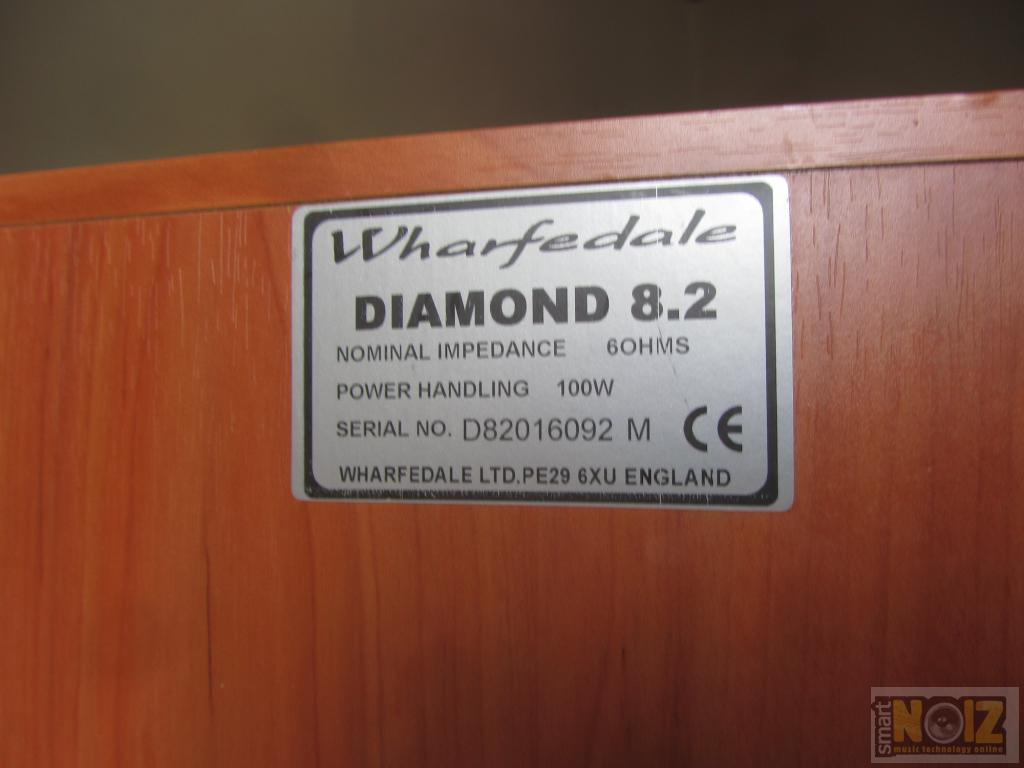 Wharfedale
DIAMOND 8.2
NOMINAL IMPEDANCE 6OHMS
POWER HANDLING 100W
SERIAL NO. D82016092 M
CE
WHARFEDALE LTD.PE29 6XU ENGLAND
smart NOIZ
music technology online